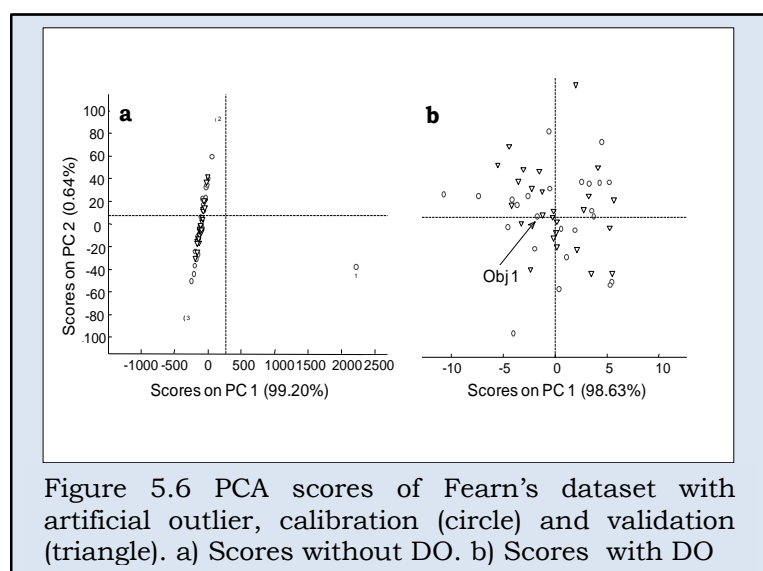 a
b
100
80
60
40
20
0
-20
-40
-60
-80
-100
Scores on PC 2 (0.64%)
2
3
1
Obj 1
-1000 -500 0 500 1000 1500 2000 2500
Scores on PC 1 (99.20%)
-10 -5 0 5 10
Scores on PC 1 (98.63%)
Figure 5.6 PCA scores of Fearn's dataset with
artificial outlier, calibration (circle) and validation
(triangle). a) Scores without DO. b) Scores with DO